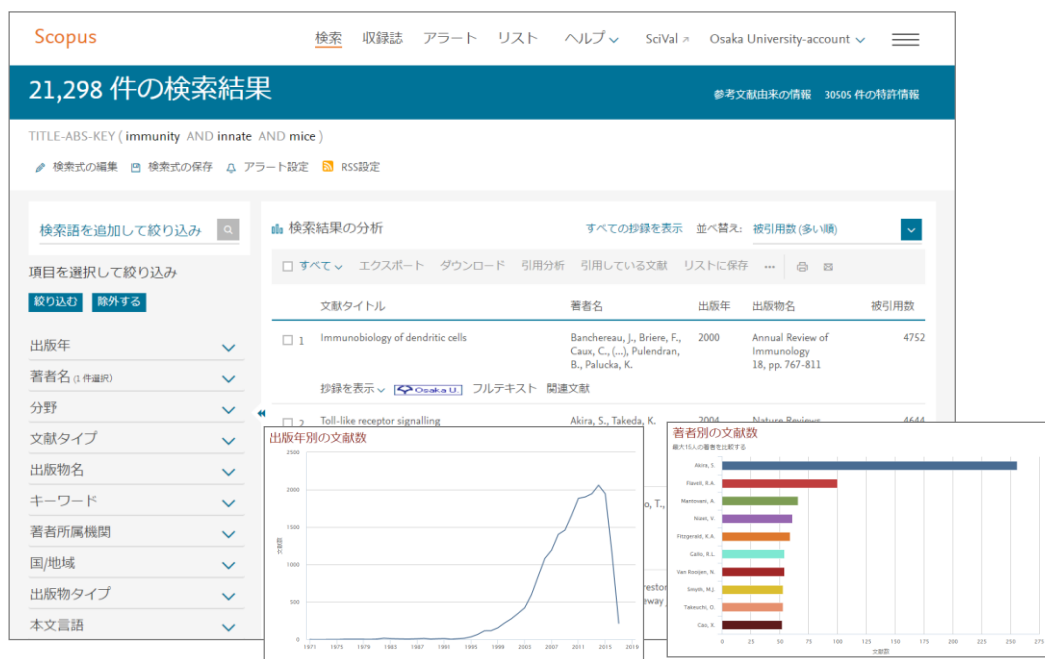 Scopus
検索 収録誌 アラート リスト ヘルプ SciVal Osaka University-account
21,298 件の検索結果
参考文献由来の情報 30505 件の特許情報
TITLE-ABS-KEY ( immunity AND innate AND mice )
検索式の編集 検索式の保存 アラート設定 RSS設定
検索語を追加して絞り込み
項目を選択して絞り込み
絞り込む 除外する
出版年
著者名 (1 件選択)
分野
文献タイプ
出版物名
キーワード
著者所属機関
国/地域
出版物タイプ
本文言語
検索結果の分析 すべての抄録を表示 並べ替え: 被引用数 (多い順)
すべて エクスポート ダウンロード 引用分析 引用している文献 リストに保存 ...
文献タイトル 著者名 出版年 出版物名 被引用数
1 Immunobiology of dendritic cells Banchereau, J., Briere, F., 2000 Annual Review of 4752
Caux, C., (...), Pulendran, Immunology
B., Palucka, K. 18, pp. 767-811
抄録を表示 Osaka U. フルテキスト 関連文献
2 Toll-like receptor signalling Akira, S., Takeda, K. 2004 Nature Reviews 4644
出版年別の文献数
2500
2000
1500
1000
500
0
文献数
1971 1975 1979 1983 1987 1991 1995 1999 2003 2007 2011 2015 2019
o, T.,
restor
eway
著者別の文献数
最大15人の著者を比較する
Akira, S.
Flavell, R.A.
Mantovani, A.
Nizet, V.
Fitzgerald, K.A.
Gallo, R.L.
Van Rooijen, N.
Smyth, M.J.
Takeuchi, O.
Cao, X.
0 25 50 75 100 125 150 175 200 225 250 275
文献数